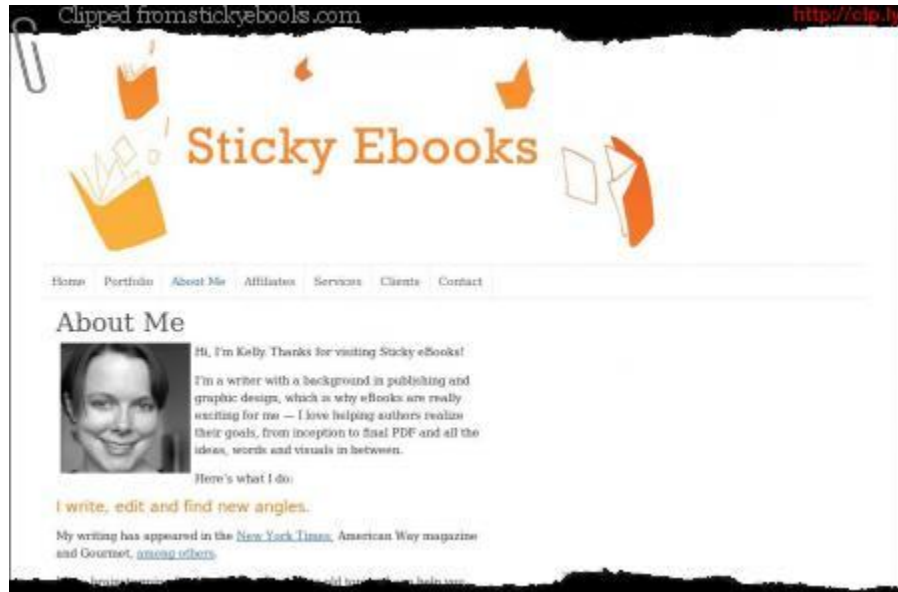 Clipped fromstickyebooks.com
http://clp.ly
Sticky Ebooks
Home Portfolio About Me Affiliates Services Clients Contact
About Me
Hi, I'm Kelly. Thanks for visiting Sticky eBooks!
I'm a writer with a background in publishing and
graphic design, which is why eBooks are really
exciting for me — I love helping authors realize
their goals, from inception to final PDF and all the
ideas, words and visuals in between.
Here's what I do:
I write, edit and find new angles.
My writing has appeared in the New York Times, American Way magazine
and Gourmet, among others.